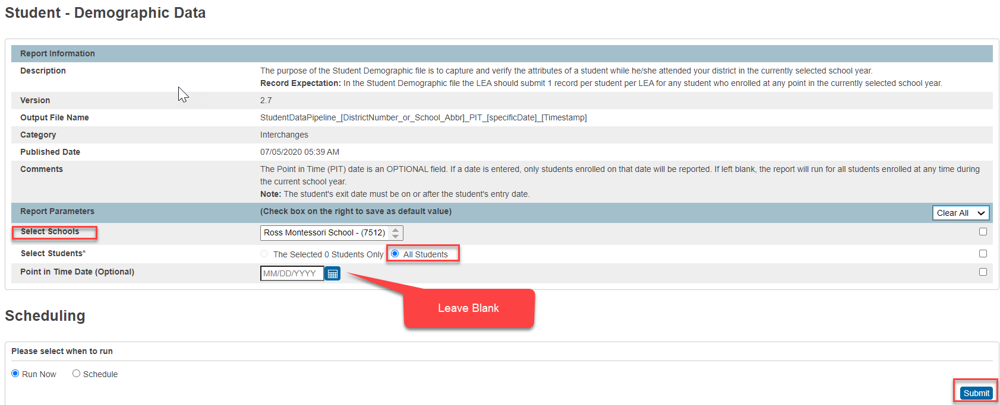 Student - Demographic Data
Report Information
Description The purpose of the Student Demographic file is to capture and verify the attributes of a student while he/she attended your district in the currently selected school year.
Record Expectation: In the Student Demographic file the LEA should submit 1 record per student per LEA for any student who enrolled at any point in the currently selected school year.
Version 2.7
Output File Name StudentDataPipeline_[DistrictNumber_or_School_Abbr]_PIT_[specificDate]_[Timestamp]
Category Interchanges
Published Date 07/05/2020 05:39 AM
Comments The Point in Time (PIT) date is an OPTIONAL field. If a date is entered, only students enrolled on that date will be reported. If left blank, the report will run for all students enrolled at any time during
the current school year.
Note: The student's exit date must be on or after the student's entry date.
Report Parameters (Check box on the right to save as default value) Clear All
Select Schools Ross Montessori School - (7512)
Select Students* The Selected 0 Students Only All Students
Point in Time Date (Optional) MM/DD/YYYY
Leave Blank
Scheduling
Please select when to run
Run Now Schedule
Submit